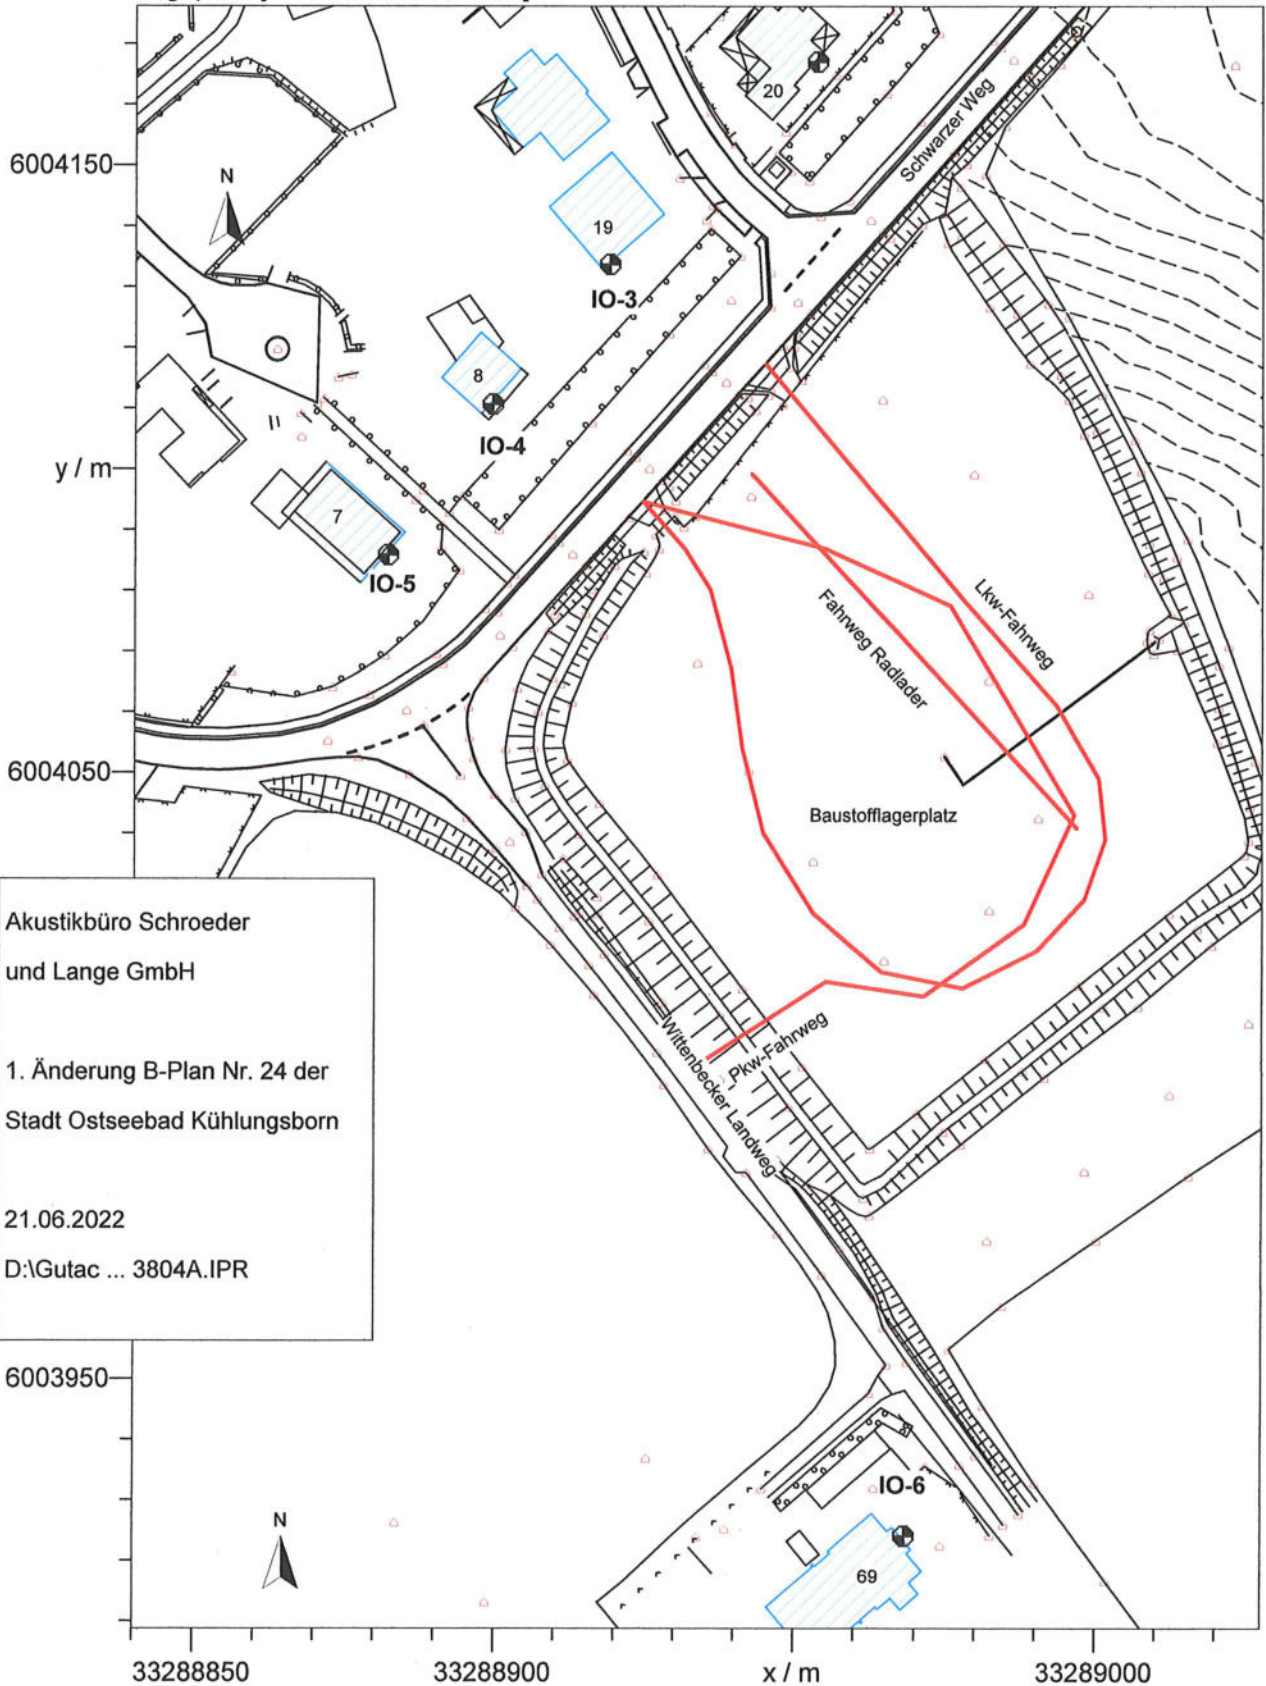 20
Schwarzer Weg
6004150
N
19
IO-3
8
IO-4
y / m
7
IO-5
Lkw-Fahrweg
Fahrweg Radlader
6004050
Baustofflagerplatz
Akustikbüro Schroeder
und Lange GmbH
1. Änderung B-Plan Nr. 24 der
Stadt Ostseebad Kühlungsborn
21.06.2022
D:\Gutac ... 3804A.IPR
Pkw-Fahrweg
Wittenbecker Landweg
6003950
IO-6
N
69
33288850
33288900
x / m
33289000